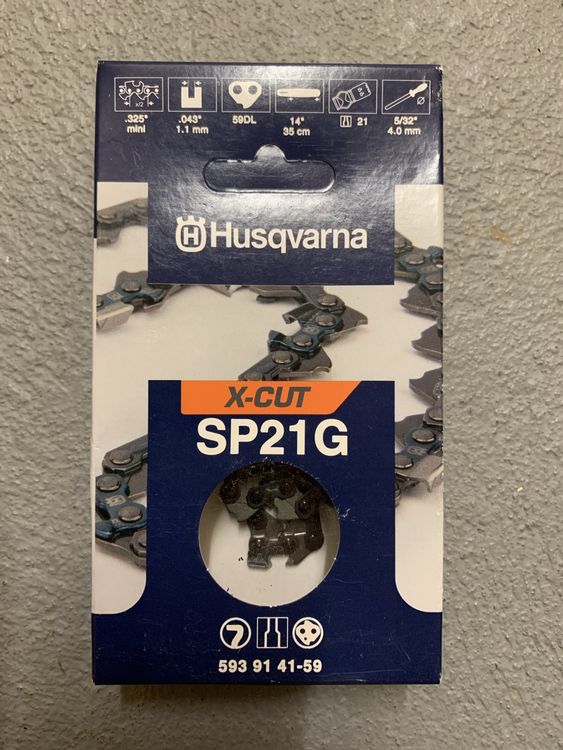 x/2
.325" .043" 59DL 14" 21 5/32"
mini 1.1 mm 35 cm 4.0 mm
H Husqvarna
X-CUT
SP21G
593 91 41-59